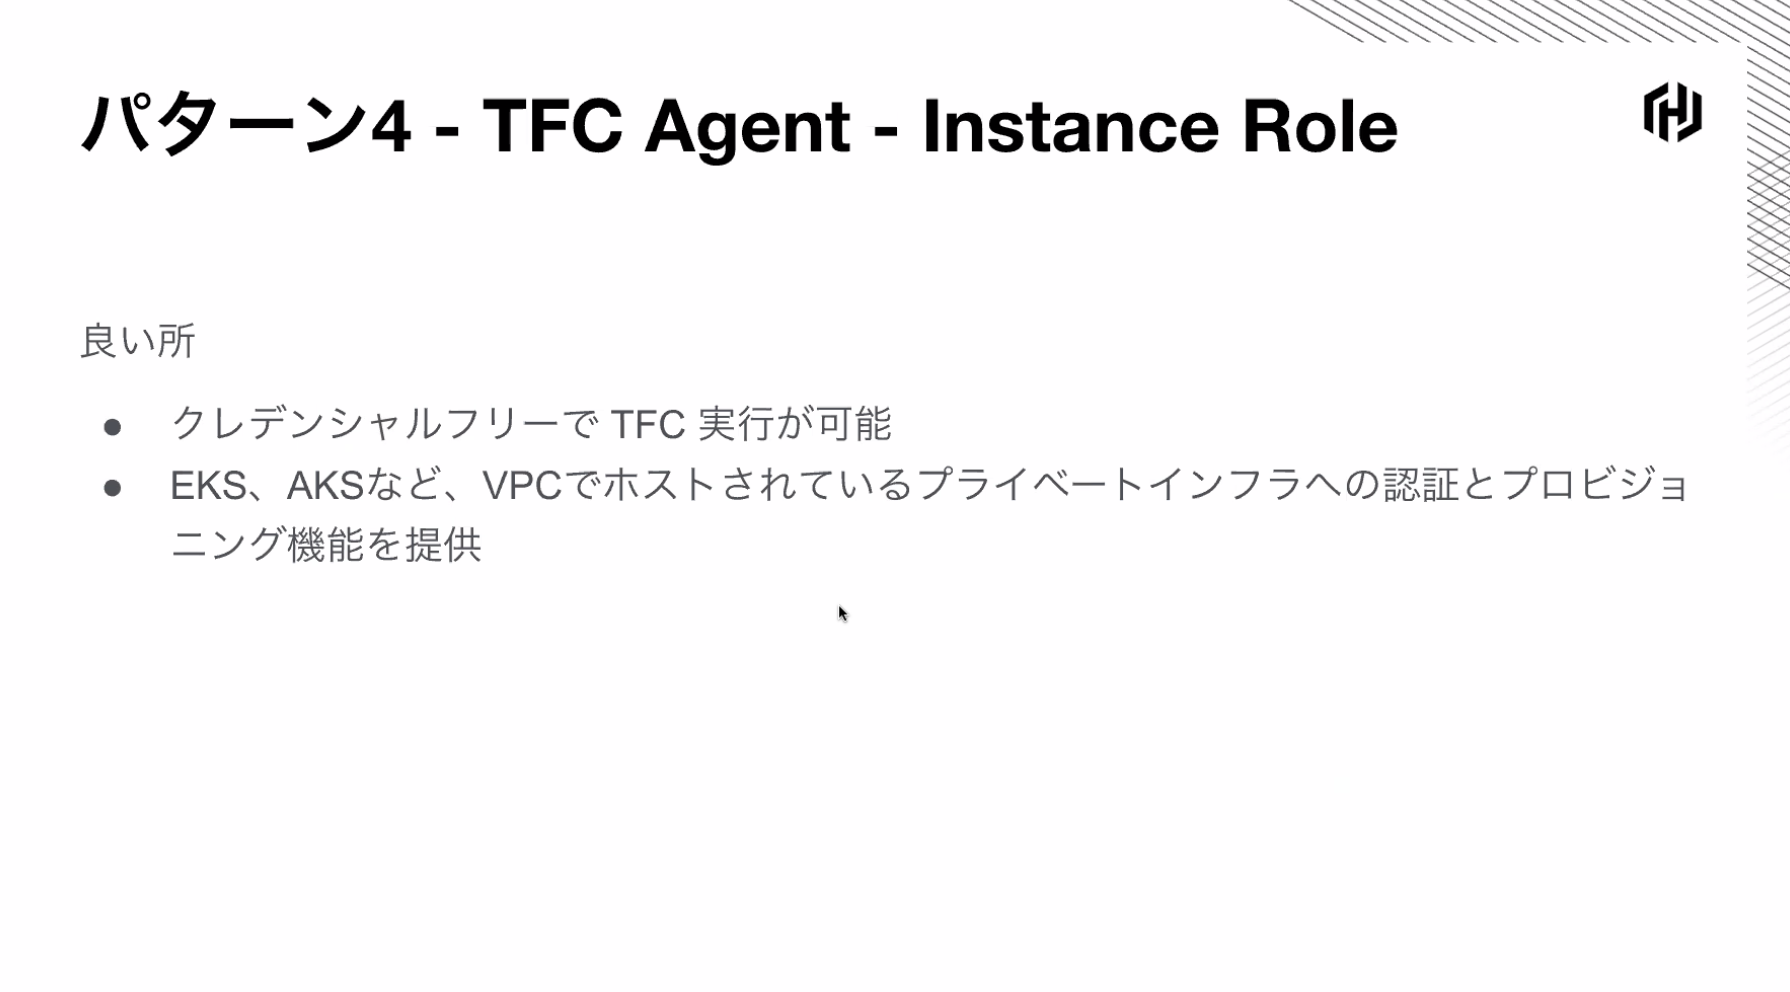 パターン4 - TFC Agent - Instance Role
良い所
● クレデンシャルフリーで TFC 実行が可能
● EKS、AKSなど、VPCでホストされているプライベートインフラへの認証とプロビジョ
ニング機能を提供